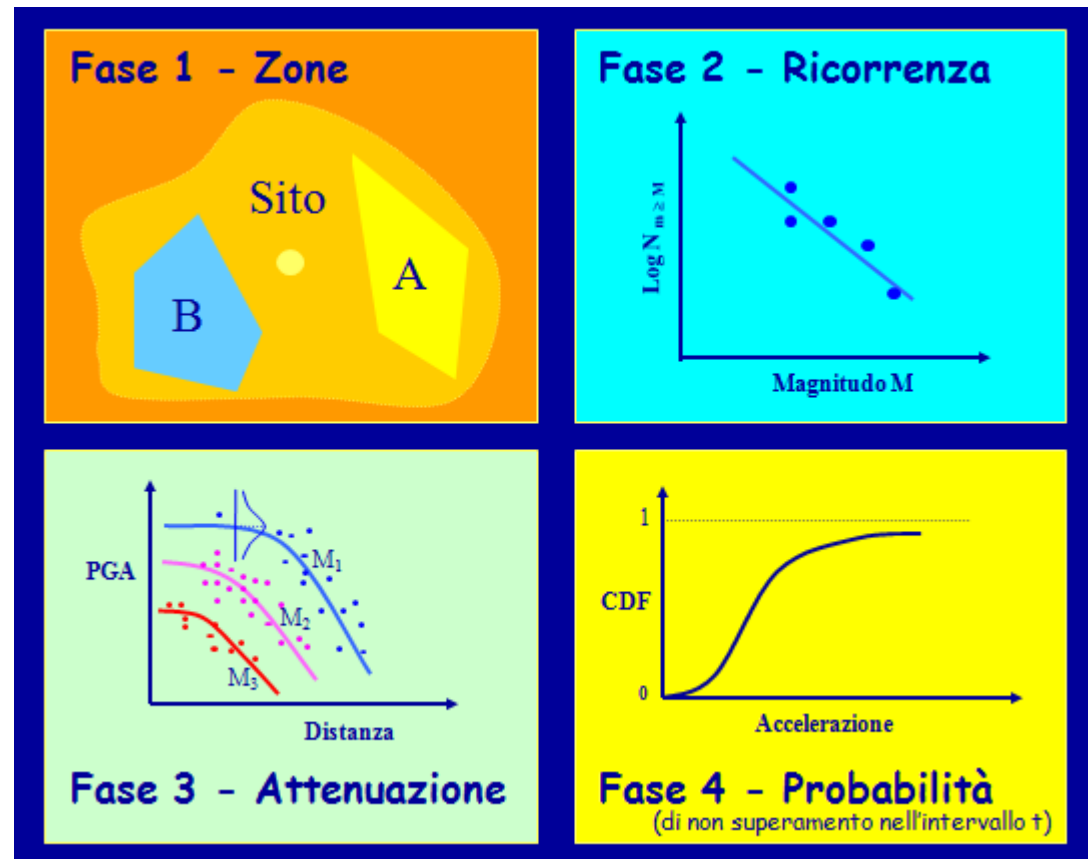 Fase 1 - Zone
Sito
A
B
Fase 2 - Ricorrenza
Log N m ≥ M
Magnitudo M
PGA
M1
M2
M3
Distanza
Fase 3 - Attenuazione
1
CDF
0
Accelerazione
Fase 4 - Probabilità
(di non superamento nell'intervallo t)